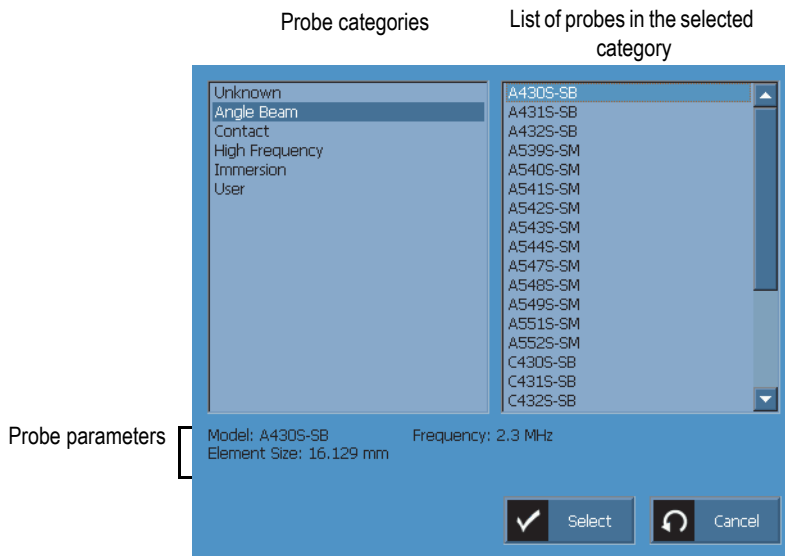 Probe categories
List of probes in the selected
category
Unknown
Angle Beam
Contact
High Frequency
Immersion
User
A430S-SB
A431S-SB
A432S-SB
A539S-SM
A540S-SM
A541S-SM
A542S-SM
A543S-SM
A544S-SM
A547S-SM
A548S-SM
A549S-SM
A551S-SM
A552S-SM
C430S-SB
C431S-SB
C432S-SB
Probe parameters
Model: A430S-SB Frequency: 2.3 MHz
Element Size: 16.129 mm
Select
Cancel